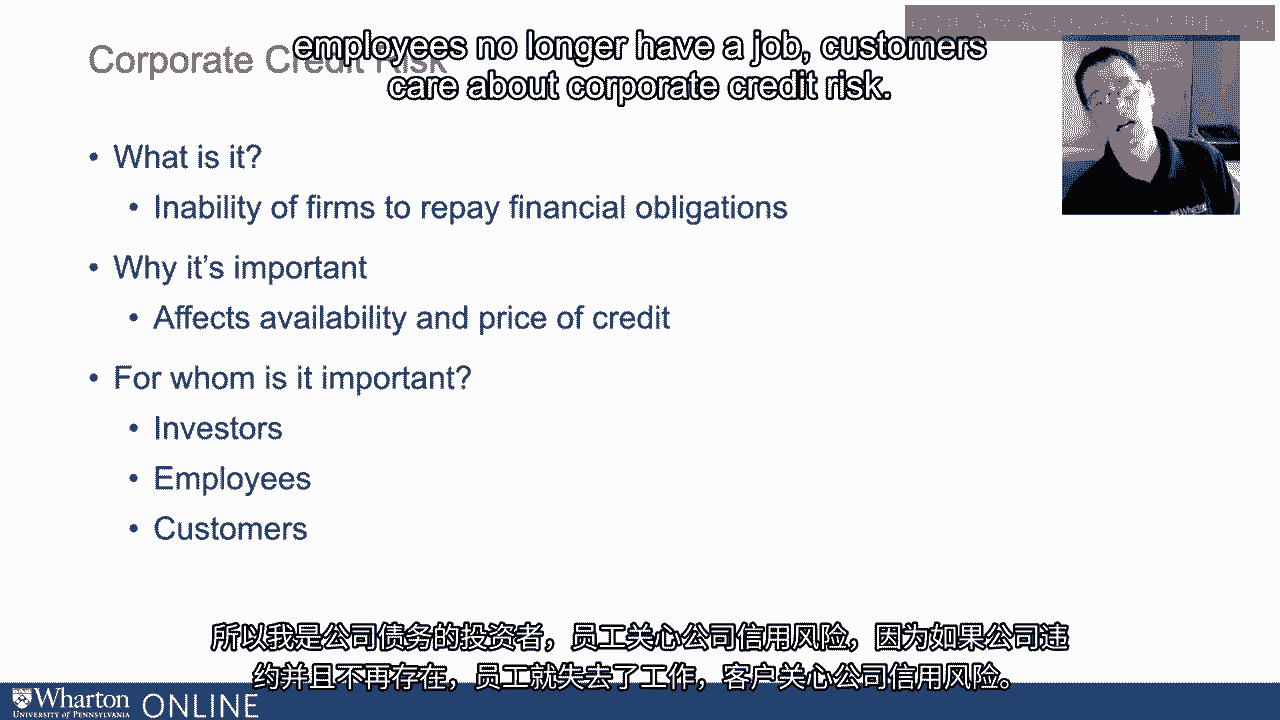 employees no longer have a job, customers
care about corporate credit risk.
Corporate Credit Risk
• What is it?
• Inability of firms to repay financial obligations
• Why it's important
• Affects availability and price of credit
• For whom is it important?
• Investors
• Employees
• Customers
所以我是公司债务的投资者，员工关心公司信用风险，因为如果公司违
约并且不再存在，员工就失去了工作，客户关心公司信用风险。
Wharton
UNIVERSITY of PENNSYLVANIA
ONLINE